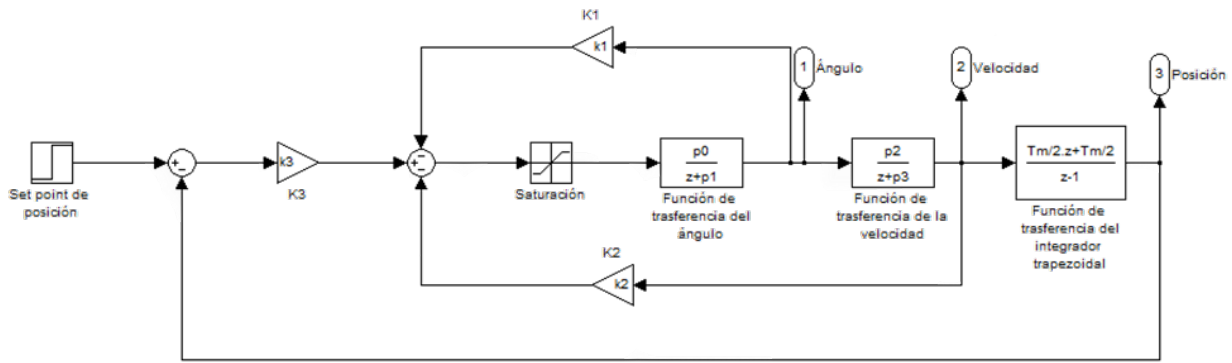 K1
k1
1
Ángulo
2
Velocidad
3
Posición
Set point de
posición
+
−
k3
K3
−
+
−
Saturación
p0
z+p1
Función de
trasferencia del
ángulo
p2
z+p3
Función de
trasferencia de la
velocidad
Tm/2.z+Tm/2
z-1
Función de
trasferencia del
integrador
trapezoidal
K2
k2